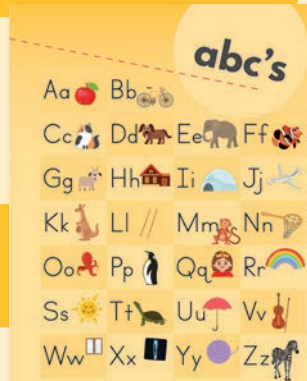 abc's
Aa Bb
Cc Dd Ee Ff
Gg Hh Ii Jj
Kk Ll Mm Nn
Oo Pp Qq Rr
Ss Tt Uu Vv
Ww Xx Yy Zz